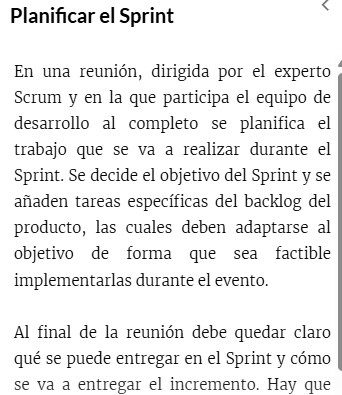 Planificar el Sprint
En una reunión, dirigida por el experto
Scrum y en la que participa el equipo de
desarrollo al completo se planifica el
trabajo que se va a realizar durante el
Sprint. Se decide el objetivo del Sprint y se
añaden tareas específicas del backlog del
producto, las cuales deben adaptarse al
objetivo de forma que sea factible
implementarlas durante el evento.
Al final de la reunión debe quedar claro
qué se puede entregar en el Sprint y cómo
se va a entregar el incremento. Hay que